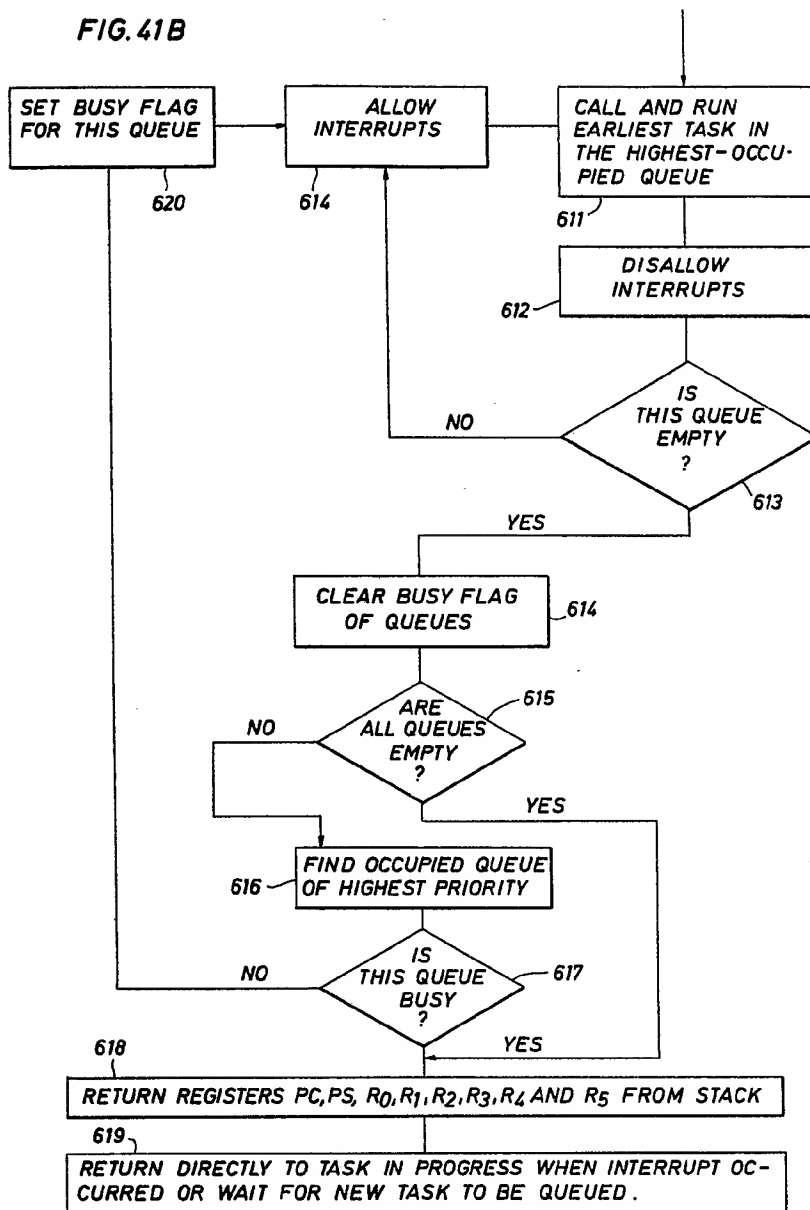 FIG. 41B
SET BUSY FLAG
FOR THIS QUEUE
620
ALLOW
INTERRUPTS
614
CALL AND RUN
EARLIEST TASK IN
THE HIGHEST-OCCU-
PIED QUEUE
611
DISALLOW
INTERRUPTS
612
IS
THIS QUEUE
EMPTY
?
613
NO
YES
CLEAR BUSY FLAG
OF QUEUES
614
ARE
ALL QUEUES
EMPTY
?
615
NO
YES
FIND OCCUPIED QUEUE
OF HIGHEST PRIORITY
616
IS
THIS QUEUE
BUSY
?
617
NO
YES
618
RETURN REGISTERS PC, PS, R0, R1, R2, R3, R4 AND R5 FROM STACK
619
RETURN DIRECTLY TO TASK IN PROGRESS WHEN INTERRUPT OC-
CURRED OR WAIT FOR NEW TASK TO BE QUEUED.